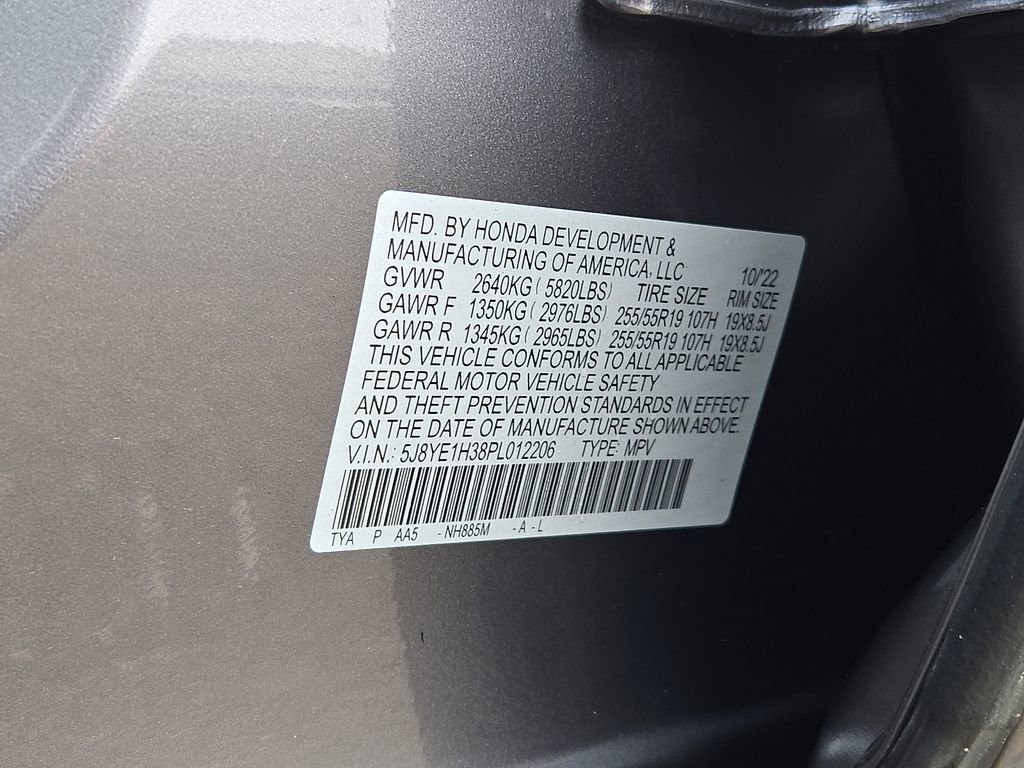 MFD. BY HONDA DEVELOPMENT &
MANUFACTURING OF AMERICA, LLC 10/'22
GVWR 2640KG ( 5820LBS) TIRE SIZE RIM SIZE
GAWR F 1350KG ( 2976LBS) 255/55R19 107H 19X8.5J
GAWR R 1345KG ( 2965LBS) 255/55R19 107H 19X8.5J
THIS VEHICLE CONFORMS TO ALL APPLICABLE
FEDERAL MOTOR VEHICLE SAFETY
AND THEFT PREVENTION STANDARDS IN EFFECT
ON THE DATE OF MANUFACTURE SHOWN ABOVE.
V.I.N.: 5J8YE1H38PL012206 TYPE: MPV
TYA P AA5 - NH885M - A - L